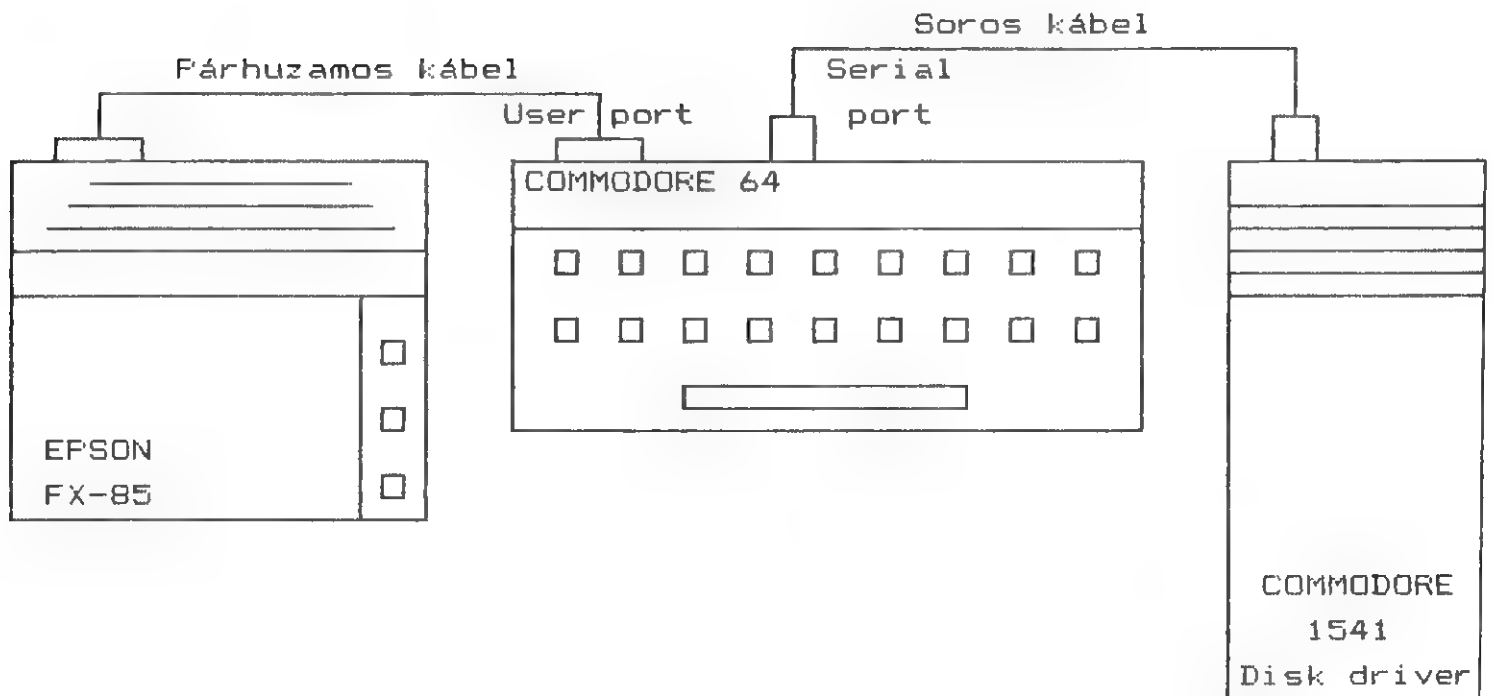 Soros kábel
Párhuzamos kábel
Serial
port
User port
COMMODORE 64
EPSON
FX-85
COMMODORE
1541
Disk driver